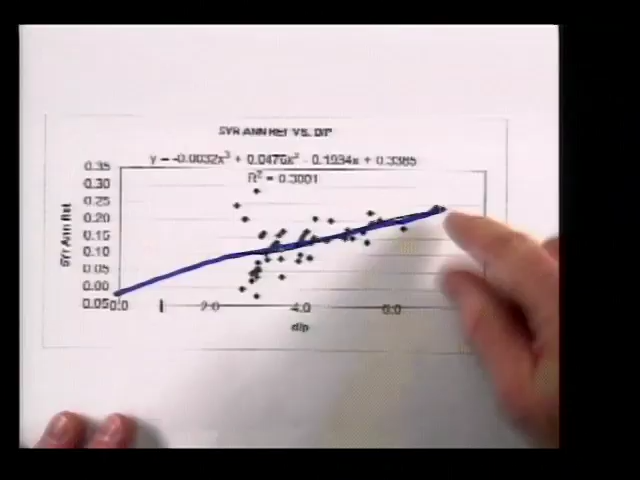 5YR ANN RET VS. DIP
y = -0.0032x³ + 0.0476x² - 0.1934x + 0.3385
R² = 0.3001
0.35
0.30
0.25
0.20
0.15
0.10
0.05
0.00
0.05
5Yr Ann Ret
0.0 2.0 4.0 6.0
dip